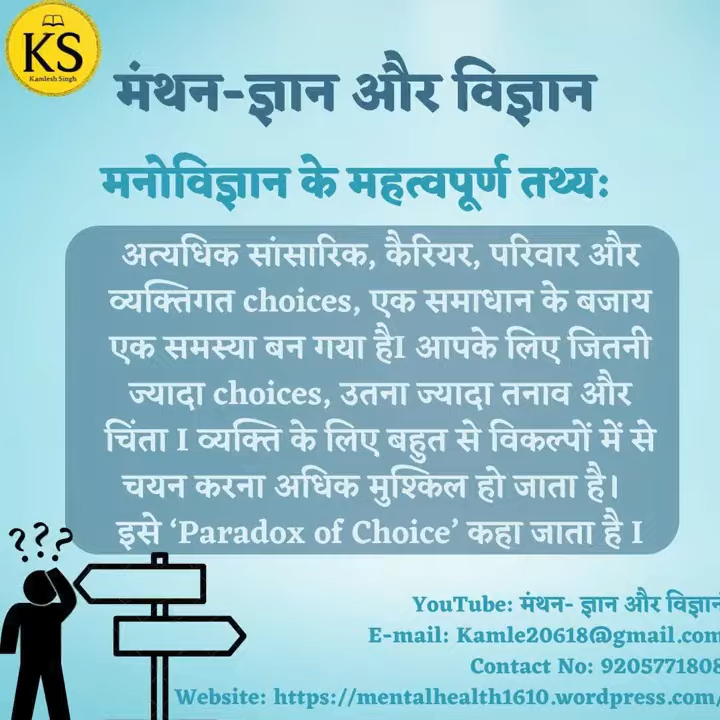 KS
Kamlesh Singh
मंथन-ज्ञान और विज्ञान
मनोविज्ञान के महत्वपूर्ण तथ्य:
अत्यधिक सांसारिक, कैरियर, परिवार और
व्यक्तिगत choices, एक समाधान के बजाय
एक समस्या बन गया हैI आपके लिए जितनी
ज्यादा choices, उतना ज्यादा तनाव और
चिंता I व्यक्ति के लिए बहुत से विकल्पों में से
चयन करना अधिक मुश्किल हो जाता है।
इसे ‘Paradox of Choice’ कहा जाता है I
???
YouTube: मंथन- ज्ञान और विज्ञान
E-mail: Kamle20618@gmail.com
Contact No: 9205771808
Website: https://mentalhealth1610.wordpress.com/